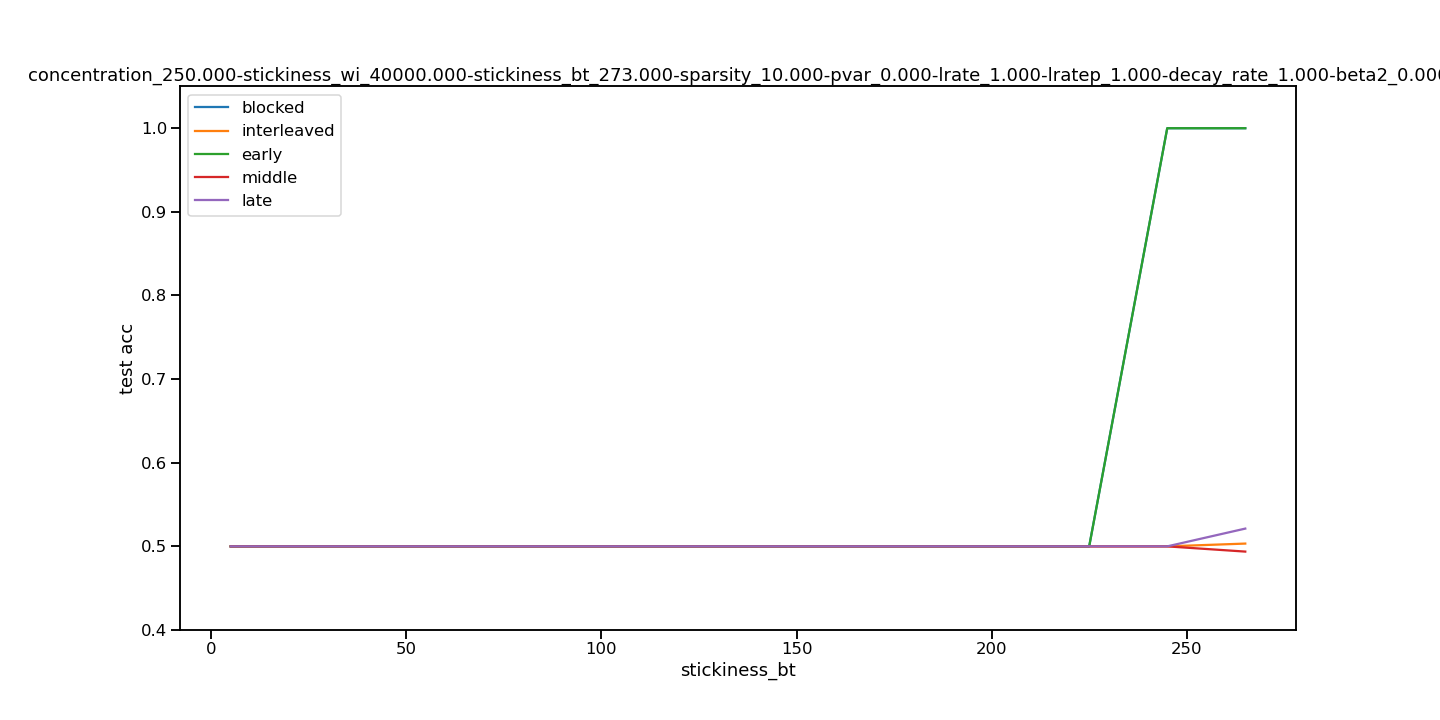 concentration_250.000-stickiness_wi_40000.000-stickiness_bt_273.000-sparsity_10.000-pvar_0.000-lrate_1.000-lratep_1.000-decay_rate_1.000-beta2_0.000
blocked
interleaved
early
middle
late
1.0
0.9
0.8
0.7
0.6
0.5
0.4
test acc
0
50
100
150
200
250
stickiness_bt